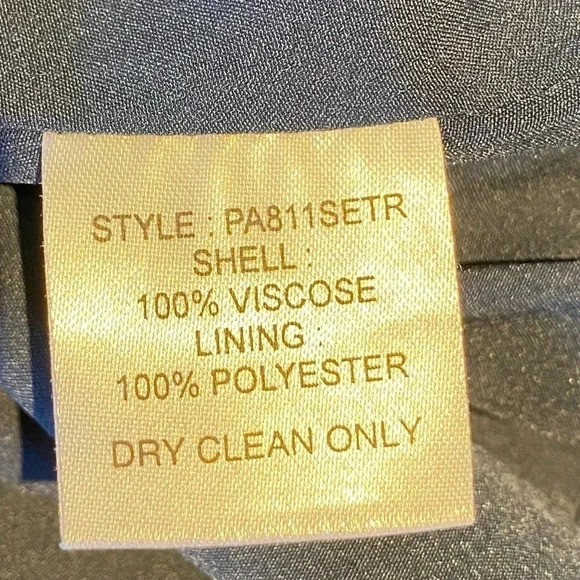 STYLE : PA811SETR
SHELL :
100% VISCOSE
LINING :
100% POLYESTER
DRY CLEAN ONLY